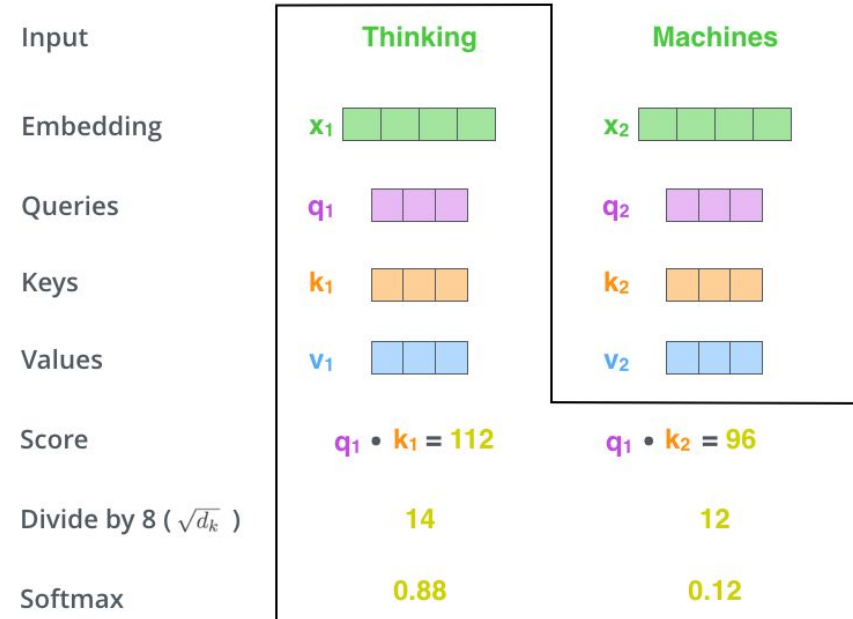 Input Thinking Machines
Embedding x₁ x₂
Queries q₁ q₂
Keys k₁ k₂
Values v₁ v₂
Score q₁ • k₁ = 112 q₁ • k₂ = 96
Divide by 8 ( √dₖ ) 14 12
Softmax 0.88 0.12